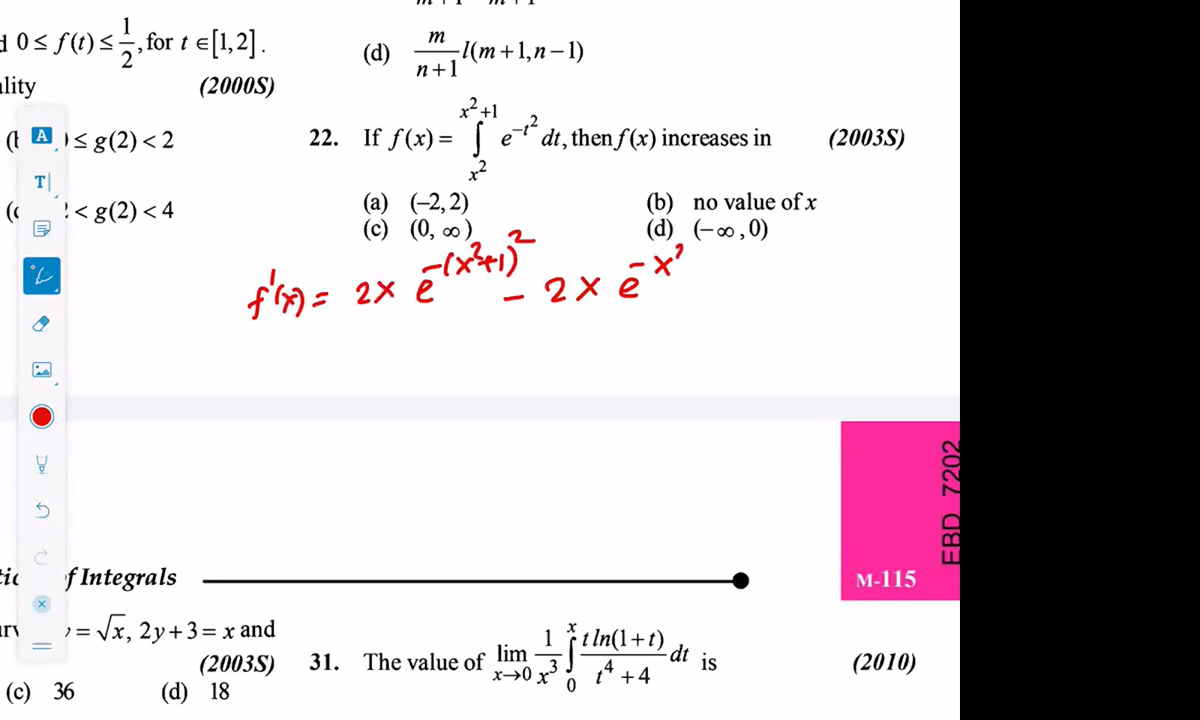 d 0 ≤ f(t) ≤ 1/2, for t ∈ [1, 2].
ality (2000S)
≤ g(2) < 2
< g(2) < 4
(d) m/(n+1) l(m+1, n−1)
22. If f(x) = ∫_{x²}^{x²+1} e^{−t²} dt, then f(x) increases in (2003S)
(a) (–2, 2) (b) no value of x
(c) (0, ∞) (d) (−∞, 0)
f'(x) = 2x e^{−(x²+1)²} − 2x e^{−x'}
A
T|
EBD_7202
M-115
f Integrals
= √x, 2y + 3 = x and
(2003S)
(c) 36 (d) 18
31. The value of lim_{x→0} 1/x³ ∫_0^x t ln(1+t)/(t⁴+4) dt is (2010)